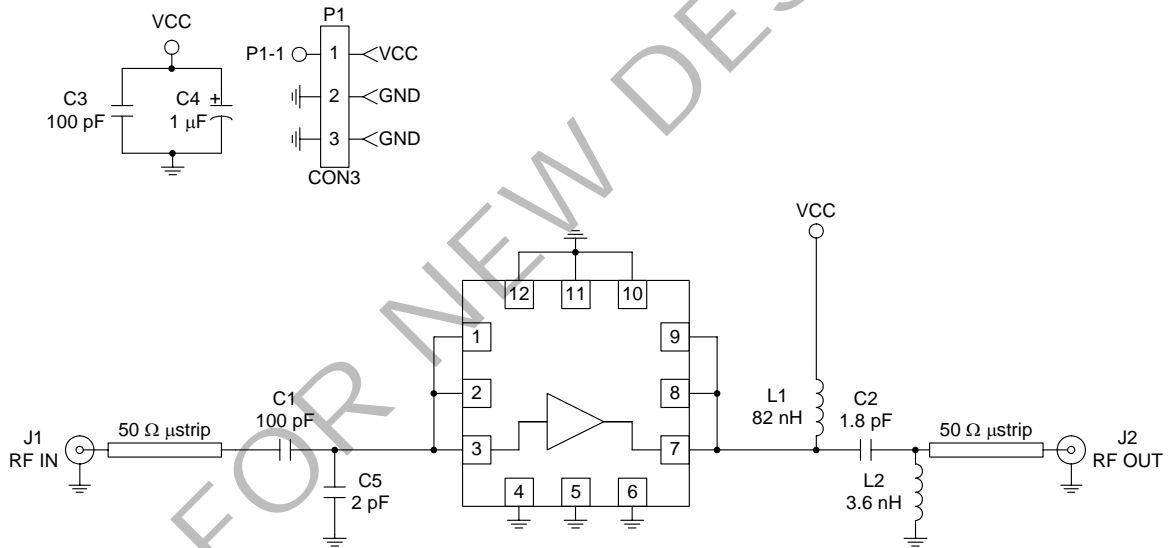 VCC
C3
100 pF
C4
+
1 μF
P1
P1-1
1
VCC
2
GND
3
GND
CON3
VCC
12
11
10
1
9
2
8
3
7
4
5
6
J1
RF IN
50 Ω μstrip
C1
100 pF
C5
2 pF
L1
82 nH
C2
1.8 pF
L2
3.6 nH
50 Ω μstrip
J2
RF OUT
FOR NEW DES